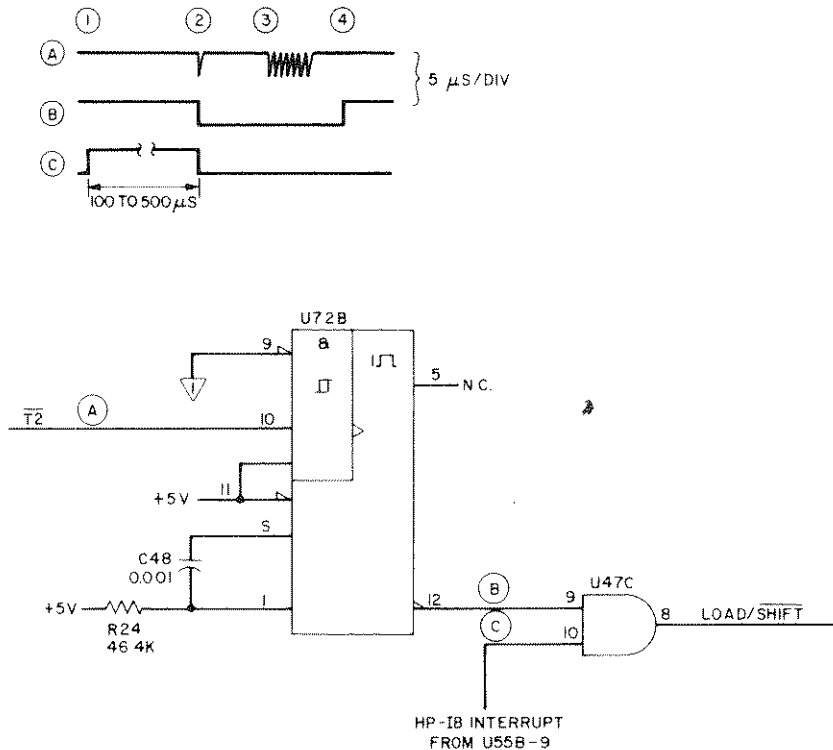 1 2 3 4
A
5 µS/DIV
B
C
100 TO 500 µS
U72B
9
&
1
5
N.C.
1
T2
A
10
11
+5V
S
C48
0.001
+5V
R24
46.4K
1
12
B
C
9
10
U47C
8
LOAD/SHIFT
HP-IB INTERRUPT
FROM U55B-9